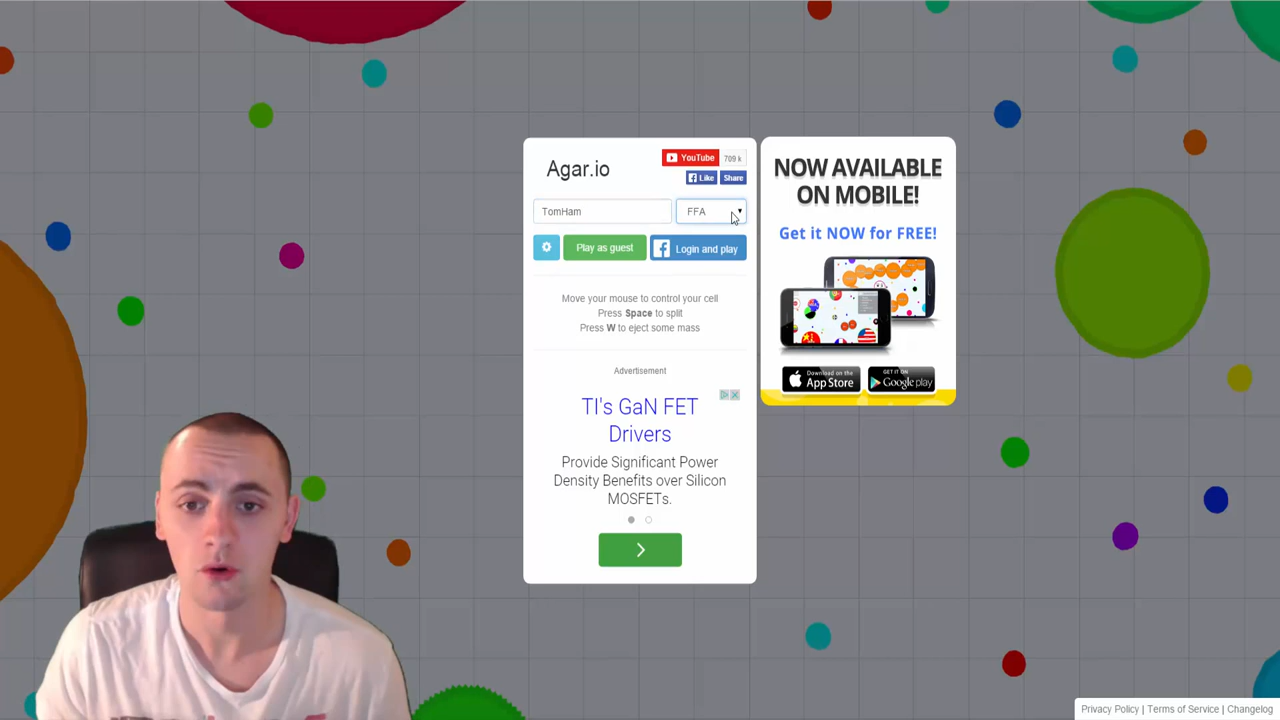 Agar.io
YouTube 709 k
Like Share
TomHam
FFA
Play as guest
Login and play
Move your mouse to control your cell
Press Space to split
Press W to eject some mass
Advertisement
TI's GaN FET
Drivers
Provide Significant Power
Density Benefits over Silicon
MOSFETs.
NOW AVAILABLE
ON MOBILE!
Get it NOW for FREE!
Download on the
App Store
GET IT ON
Google play
Privacy Policy | Terms of Service | Changelog